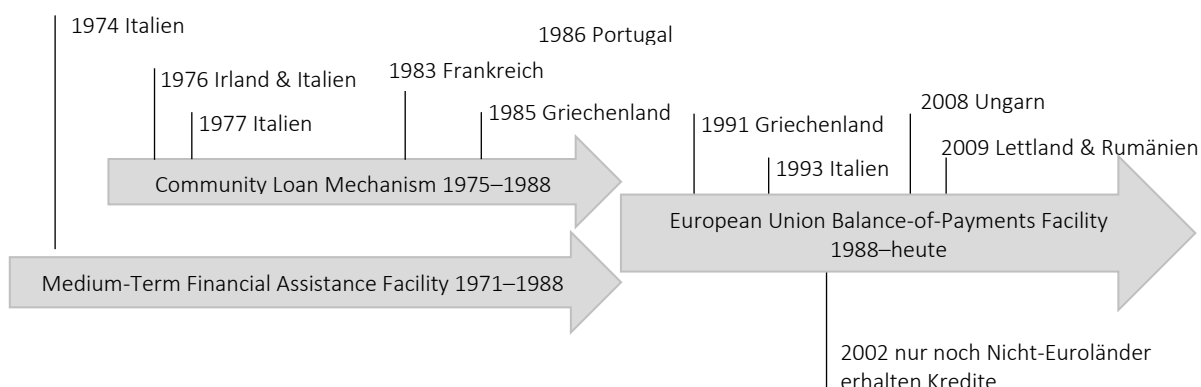 1974 Italien
1986 Portugal
1976 Irland & Italien
1983 Frankreich
1977 Italien
1985 Griechenland
2008 Ungarn
1991 Griechenland
2009 Lettland & Rumänien
1993 Italien
Community Loan Mechanism 1975–1988
European Union Balance-of-Payments Facility
1988–heute
Medium-Term Financial Assistance Facility 1971–1988
2002 nur noch Nicht-Euroländer
erhalten Kredite